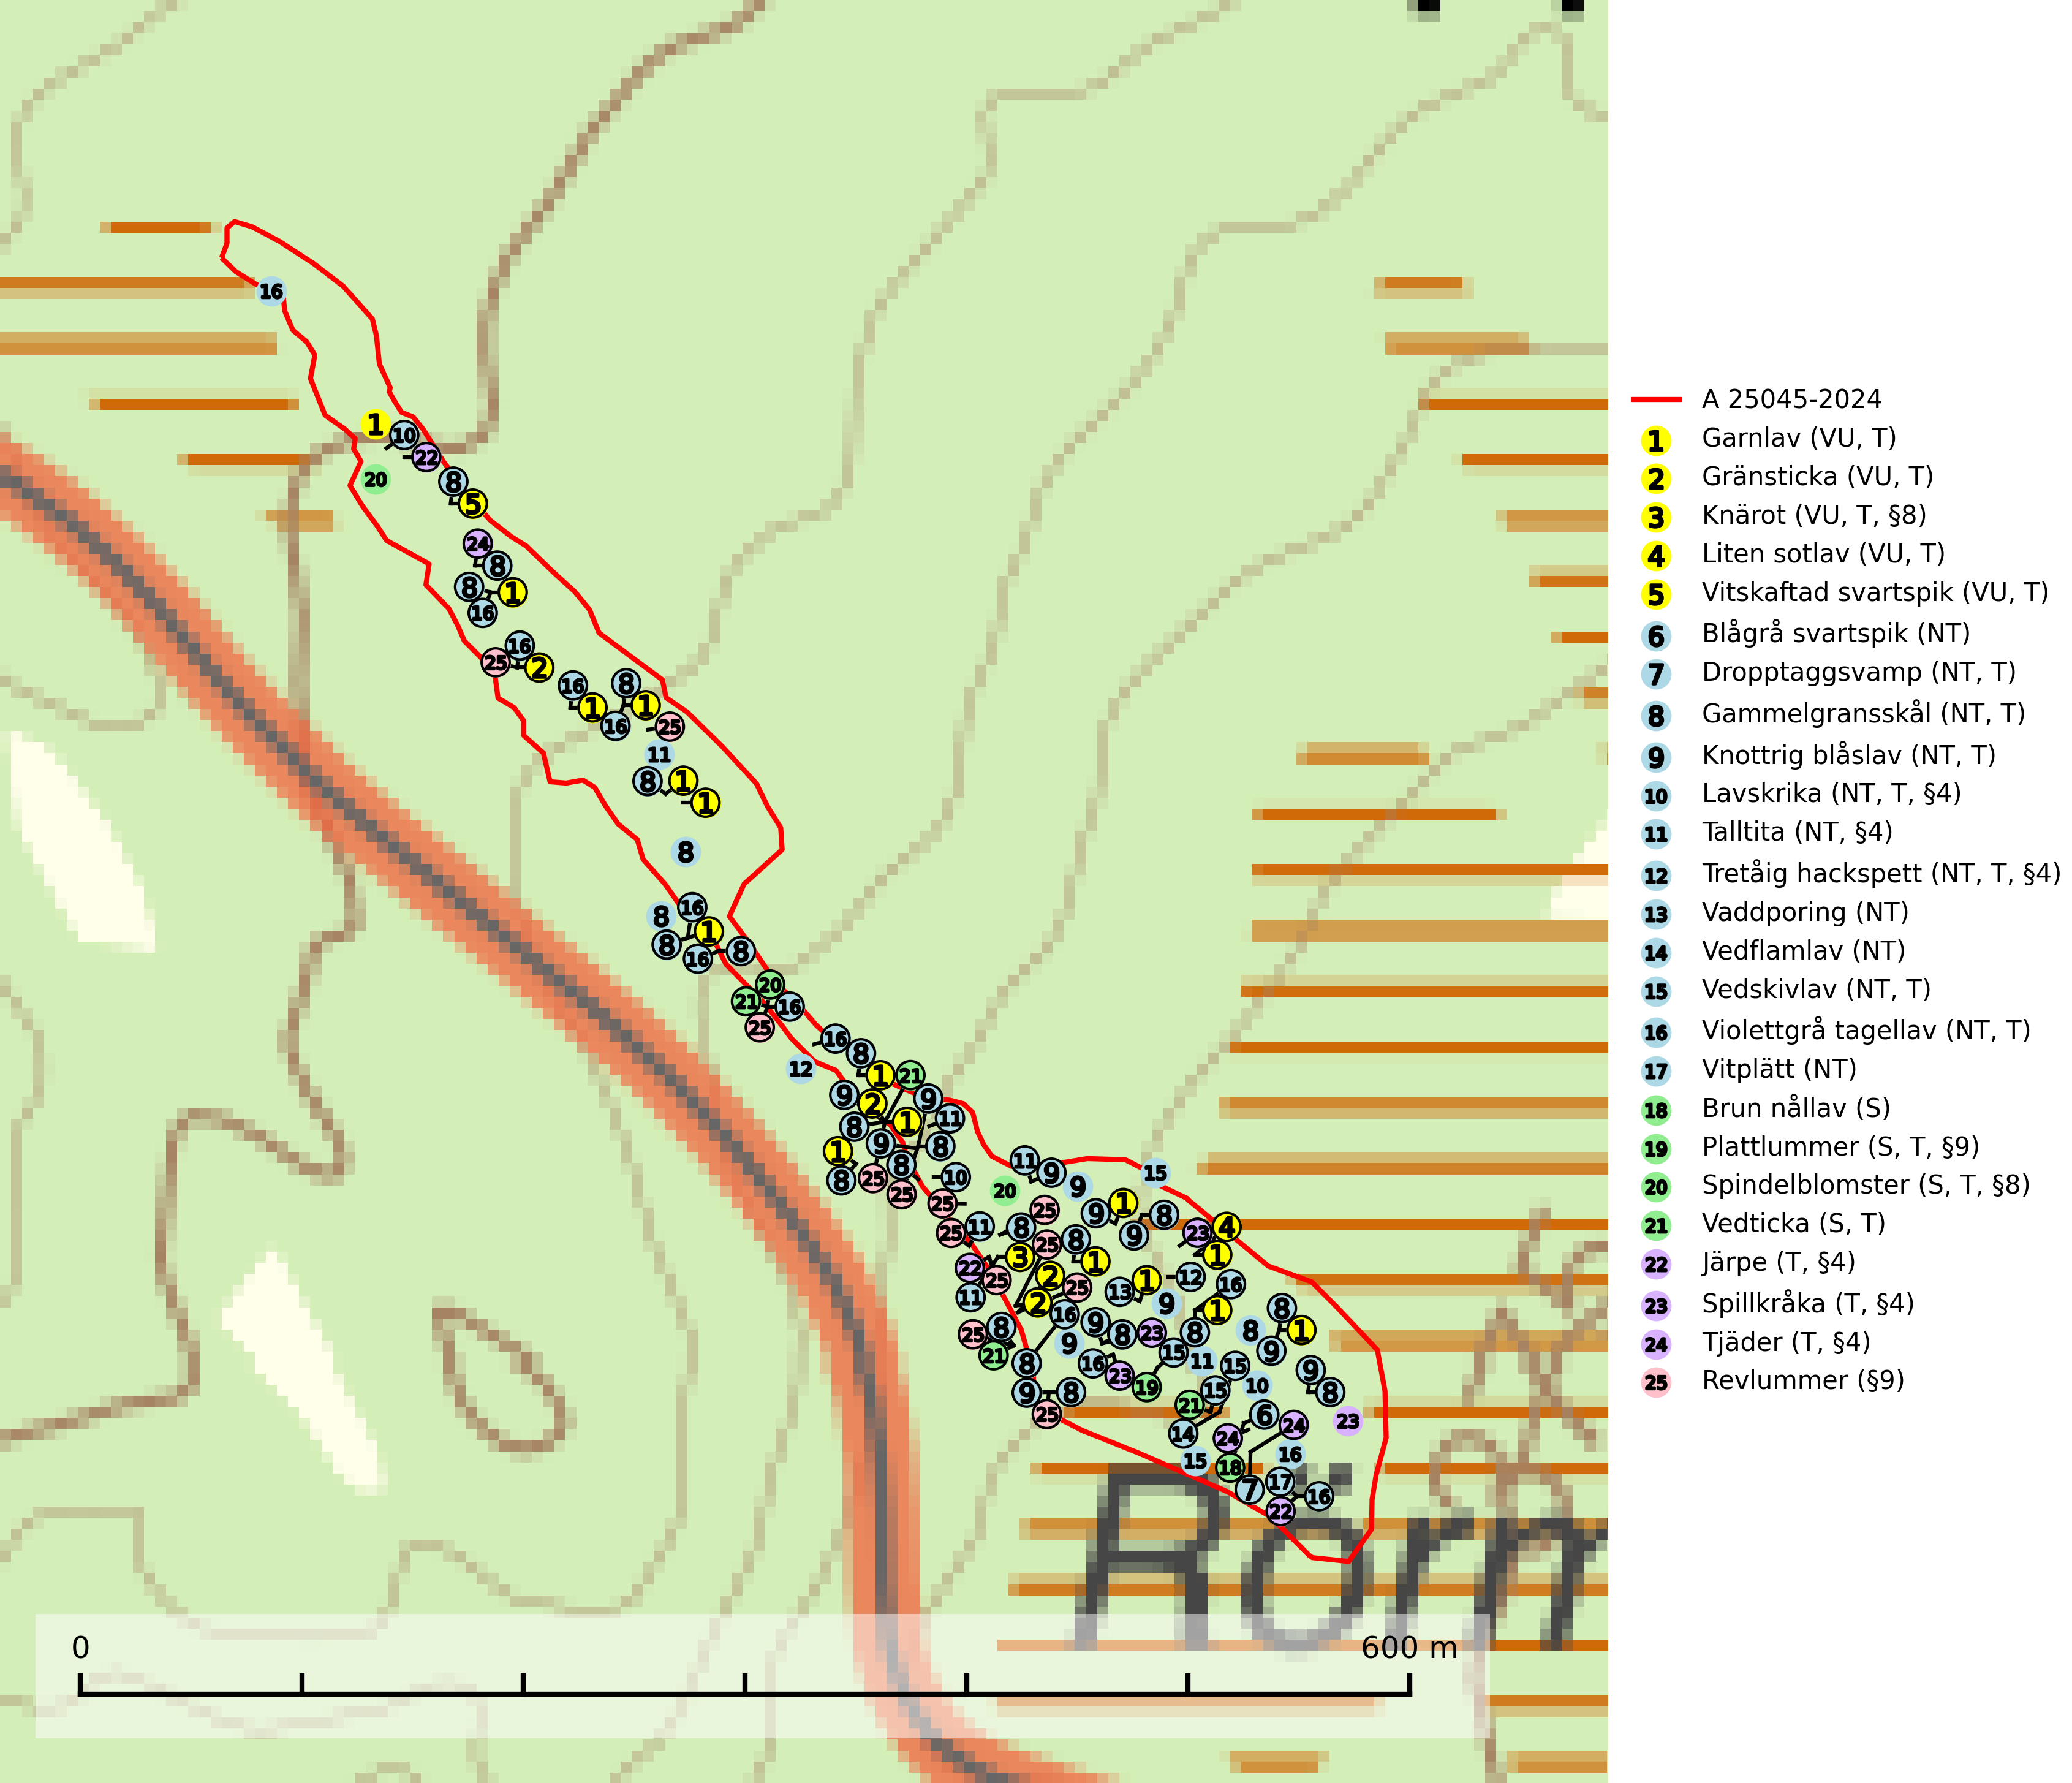 A 25045-2024
1 Garnlav (VU, T)
2 Gränsticka (VU, T)
3 Knärot (VU, T, §8)
4 Liten sotlav (VU, T)
5 Vitskaftad svartspik (VU, T)
6 Blågrå svartspik (NT)
7 Dropptaggsvamp (NT, T)
8 Gammelgransskål (NT, T)
9 Knottrig blåslav (NT, T)
10 Lavskrika (NT, T, §4)
11 Talltita (NT, §4)
12 Tretåig hackspett (NT, T, §4)
13 Vaddporing (NT)
14 Vedflamlav (NT)
15 Vedskivlav (NT, T)
16 Violettgrå tagellav (NT, T)
17 Vitplätt (NT)
18 Brun nållav (S)
19 Plattlummer (S, T, §9)
20 Spindelblomster (S, T, §8)
21 Vedticka (S, T)
22 Järpe (T, §4)
23 Spillkråka (T, §4)
24 Tjäder (T, §4)
25 Revlummer (§9)
0 600 m